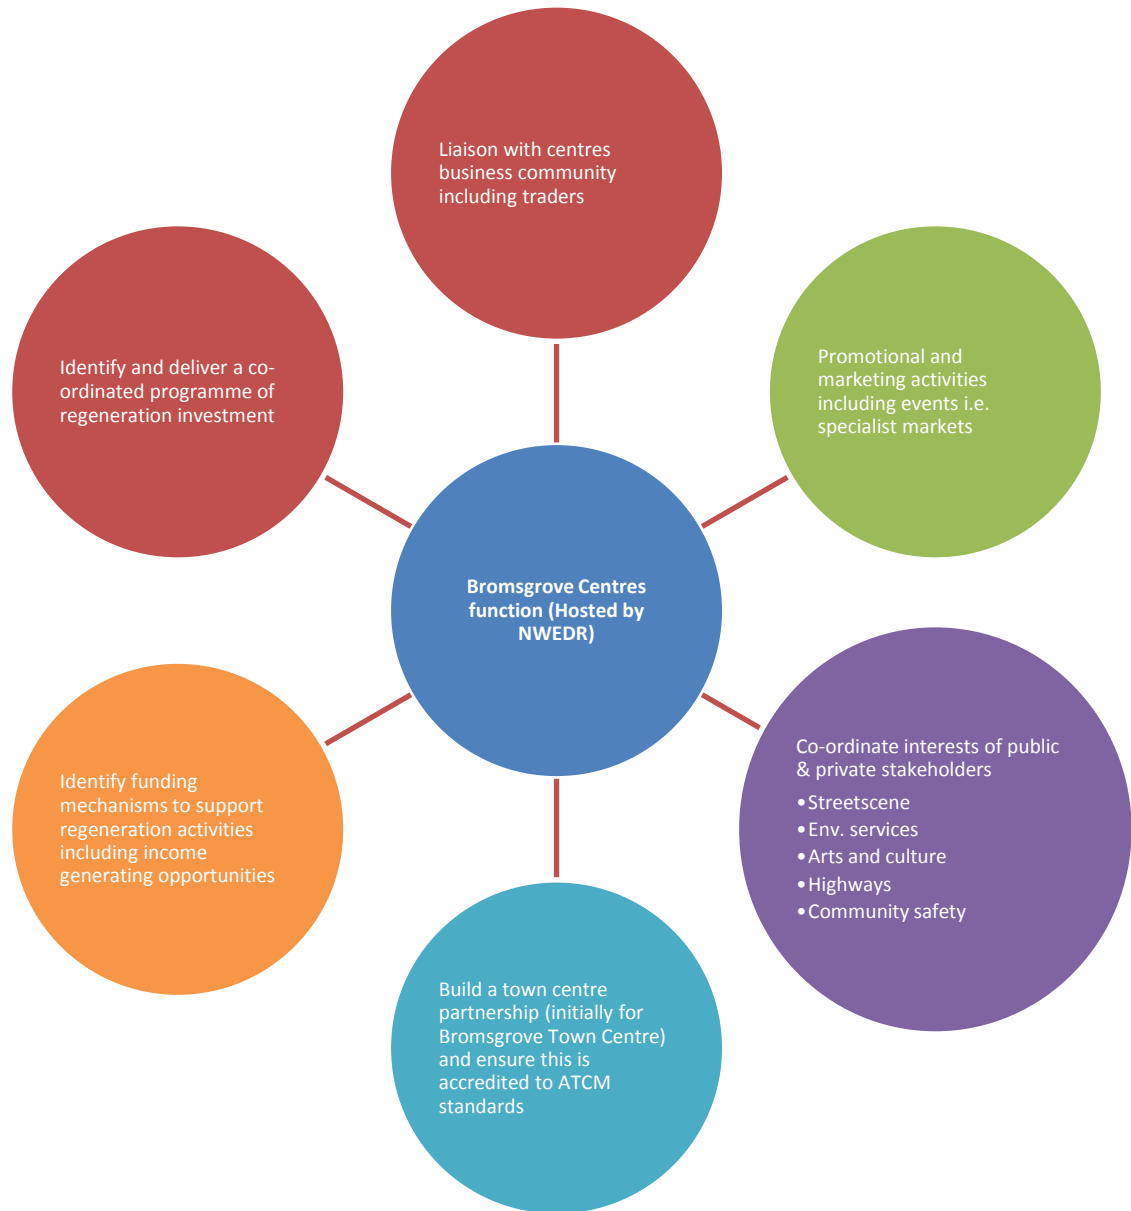 Liaison with centres
business community
including traders
Identify and deliver a co-
ordinated programme of
regeneration investment
Promotional and
marketing activities
including events i.e.
specialist markets
Bromsgrove Centres
function (Hosted by
NWEDR)
Identify funding
mechanisms to support
regeneration activities
including income
generating opportunities
Co-ordinate interests of public
& private stakeholders
•Streetscene
•Env. services
•Arts and culture
•Highways
•Community safety
Build a town centre
partnership (initially for
Bromsgrove Town Centre)
and ensure this is
accredited to ATCM
standards